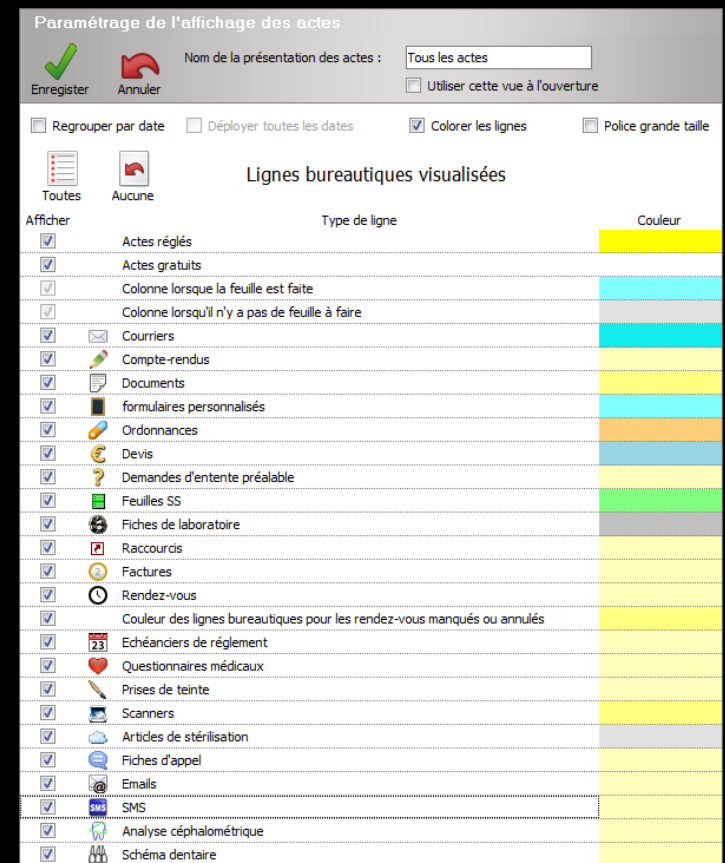 Paramétrage de l'affichage des actes
Nom de la présentation des actes : Tous les actes
Enregister Annuler Utiliser cette vue à l'ouverture
Regrouper par date Déployer toutes les dates Colorer les lignes Police grande taille
Lignes bureautiques visualisées
Toutes Aucune
Afficher Type de ligne Couleur
Actes réglés
Actes gratuits
Colonne lorsque la feuille est faite
Colonne lorsqu'il n'y a pas de feuille à faire
Courriers
Compte-rendus
Documents
formulaires personnalisés
Ordonnances
Devis
Demandes d'entente préalable
Feuilles SS
Fiches de laboratoire
Raccourcis
2 Factures
Rendez-vous
Couleur des lignes bureautiques pour les rendez-vous manqués ou annulés
23 Echéanciers de réglement
Questionnaires médicaux
Prises de teinte
Scanners
Articles de stérilisation
Fiches d'appel
@ Emails
SMS SMS
Analyse céphalométrique
Schéma dentaire